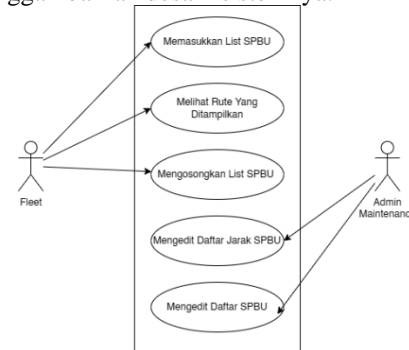 Memasukkan List SPBU
Melihat Rute Yang
Ditampilkan
Mengosongkan List SPBU
Fleet
Mengedit Daftar Jarak SPBU
Admin
Maintenanc
Mengedit Daftar SPBU